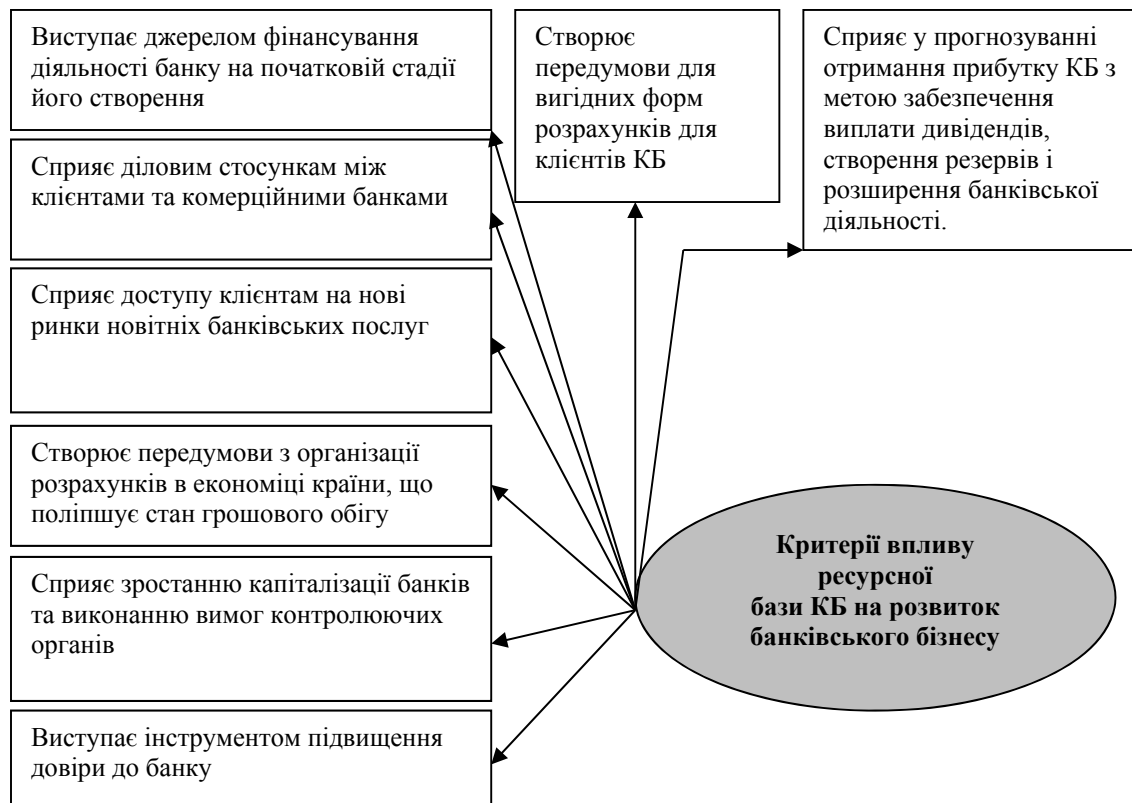 Виступає джерелом фінансування
діяльності банку на початковій стадії
його створення
Сприяє діловим стосункам між
клієнтами та комерційними банками
Сприяє доступу клієнтам на нові
ринки новітніх банківських послуг
Створює передумови з організації
розрахунків в економіці країни, що
поліпшує стан грошового обігу
Сприяє зростанню капіталізації банків
та виконанню вимог контролюючих
органів
Виступає інструментом підвищення
довіри до банку
Створює
передумови для
вигідних форм
розрахунків для
клієнтів КБ
Сприяє у прогнозуванні
отримання прибутку КБ з
метою забезпечення
виплати дивідендів,
створення резервів і
розширення банківської
діяльності.
Критерії впливу
ресурсної
бази КБ на розвиток
банківського бізнесу